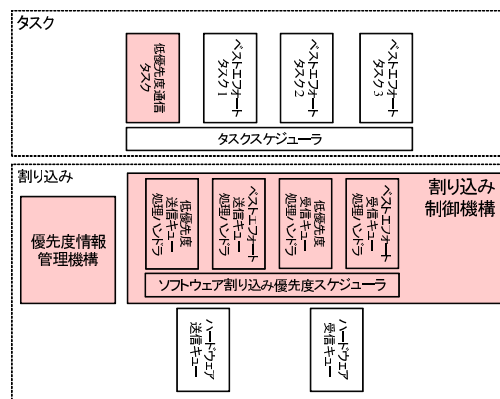 タスク
低優先度通信
タスク
ベストエフォート
タスク1
ベストエフォート
タスク2
ベストエフォート
タスク3
タスクスケジューラ
割り込み
割り込み
制御機構
優先度情報
管理機構
低優先度
送信キュー
処理ハンドラ
ベストエフォート
送信キュー
処理ハンドラ
低優先度
受信キュー
処理ハンドラ
ベストエフォート
受信キュー
処理ハンドラ
ソフトウェア割り込み優先度スケジューラ
ハードウェア
送信キュー
ハードウェア
受信キュー